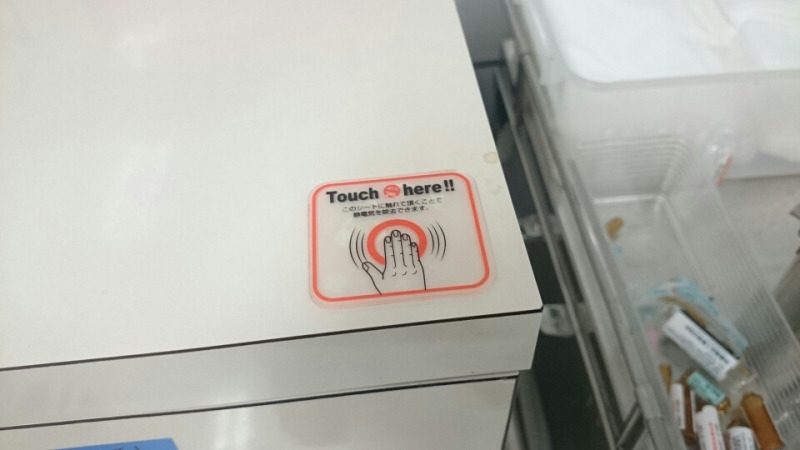 Touch S here!!
このシートに触れて頂くことで
静電気を除去できます。